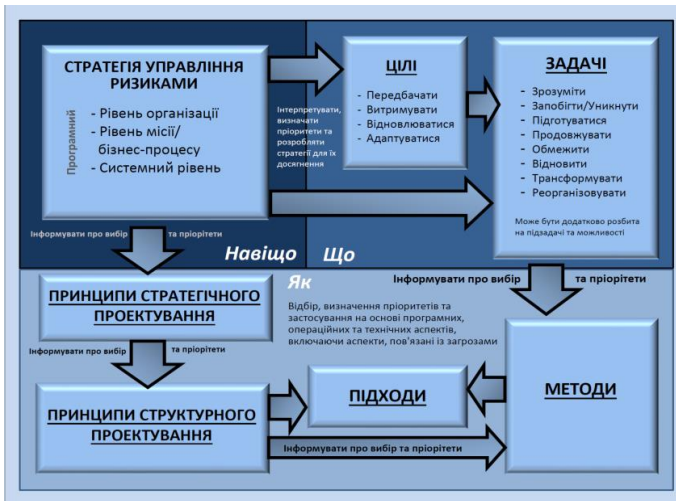 СТРАТЕГІЯ УПРАВЛІННЯ
РИЗИКАМИ
Програмний
- Рівень організації
- Рівень місії/
бізнес-процесу
- Системний рівень
Інтерпретувати,
визначати
пріоритети та
розробляти
стратегії для їх
досягнення
ЦІЛІ
- Передбачати
- Витримувати
- Відновлюватися
- Адаптуватися
ЗАДАЧІ
- Зрозуміти
- Запобігти/Уникнути
- Підготуватися
- Продовжувати
- Обмежити
- Відновити
- Трансформувати
- Реорганізовувати
Може бути додатково розбита
на підзадачі та можливості
Інформувати про вибір та пріоритети
Навіщо
Що
Як
Інформувати про вибір та пріоритети
ПРИНЦИПИ СТРАТЕГІЧНОГО
ПРОЕКТУВАННЯ
Відбір, визначення пріоритетів та
застосування на основі програмних,
операційних та технічних аспектів,
включаючи аспекти, пов'язані із загрозами
Інформувати про вибір та пріоритети
ПРИНЦИПИ СТРУКТУРНОГО
ПРОЕКТУВАННЯ
ПІДХОДИ
МЕТОДИ
Інформувати про вибір та пріоритети